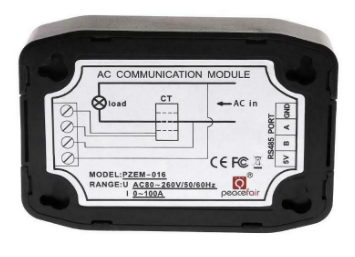 AC COMMUNICATION MODULE
load
CT
AC in
RS485 PORT
GND
A
B
5V
MODEL:PZEM-016
RANGE:U AC80~260V/50/60Hz
I 0~100A
CE FC
peacefair®